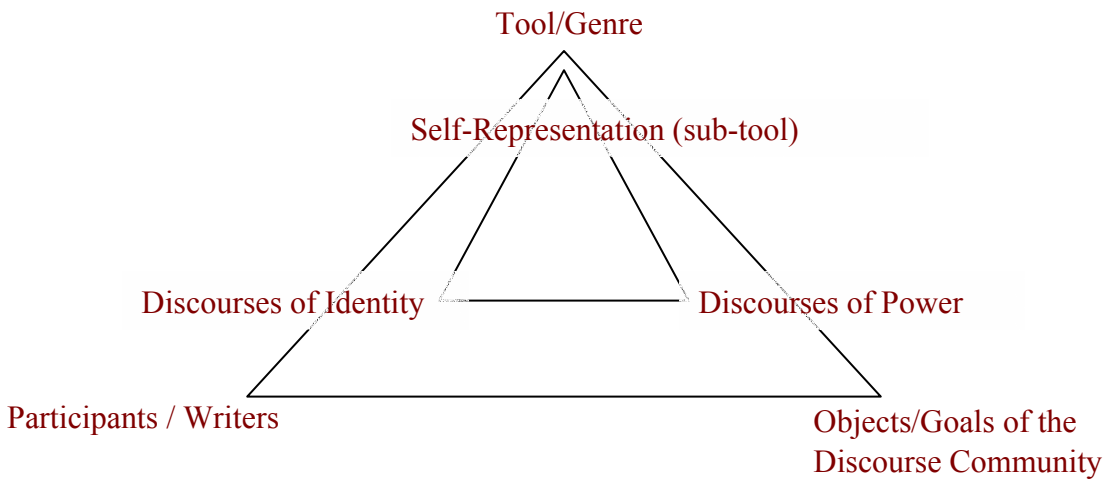 Tool/Genre
Self-Representation (sub-tool)
Discourses of Identity
Discourses of Power
Participants / Writers
Objects/Goals of the
Discourse Community